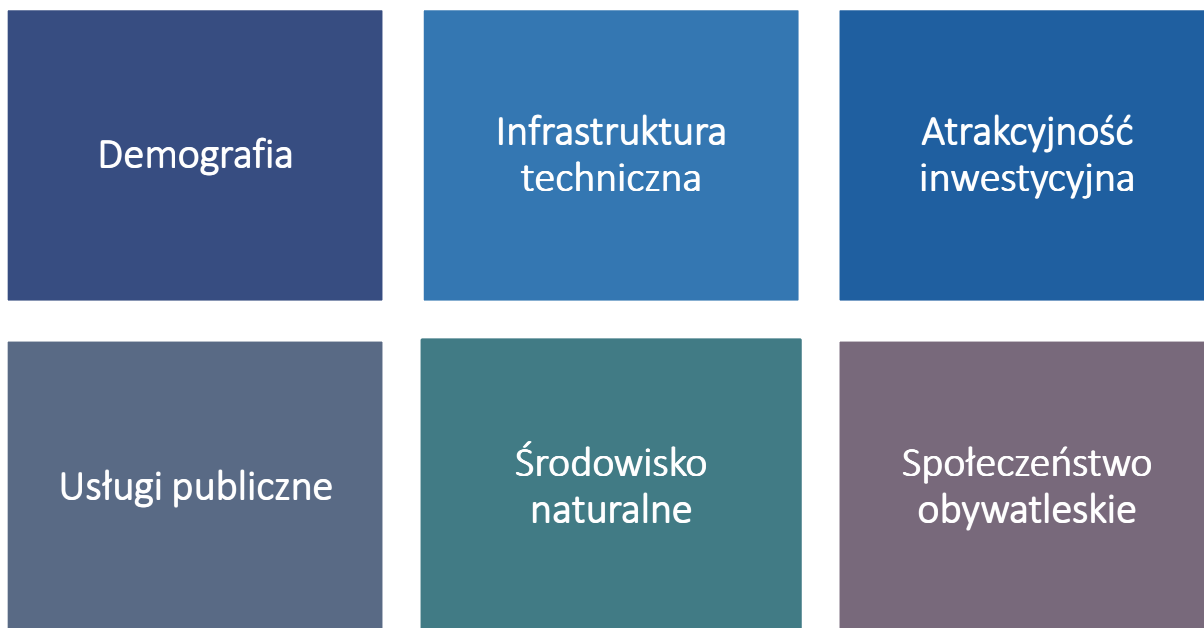 Demografia
Infrastruktura
techniczna
Atrakcyjność
inwestycyjna
Usługi publiczne
Środowisko
naturalne
Społeczeństwo
obywatleskie